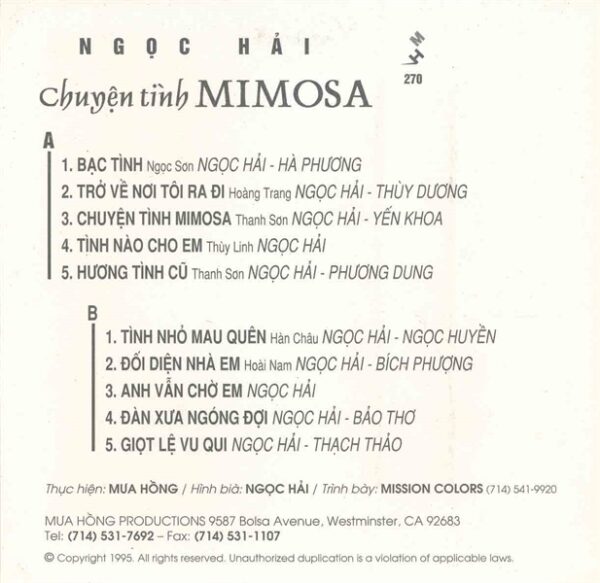 NGỌC HẢI
VHM
270
Chuyện tình MIMOSA
A
1. BẠC TÌNH Ngọc Sơn NGỌC HẢI - HÀ PHƯƠNG
2. TRỞ VỀ NƠI TÔI RA ĐI Hoàng Trang NGỌC HẢI - THÙY DƯƠNG
3. CHUYỆN TÌNH MIMOSA Thanh Sơn NGỌC HẢI - YẾN KHOA
4. TÌNH NÀO CHO EM Thùy Linh NGỌC HẢI
5. HƯƠNG TÌNH CŨ Thanh Sơn NGỌC HẢI - PHƯƠNG DUNG
B
1. TÌNH NHỎ MAU QUÊN Hàn Châu NGỌC HẢI - NGỌC HUYỀN
2. ĐỐI DIỆN NHÀ EM Hoài Nam NGỌC HẢI - BÍCH PHƯỢNG
3. ANH VẪN CHỜ EM NGỌC HẢI
4. ĐÀN XƯA NGÓNG ĐỢI NGỌC HẢI - BẢO THƠ
5. GIỌT LỆ VU QUI NGỌC HẢI - THẠCH THẢO
Thực hiện: MƯA HỒNG / Hình bià: NGỌC HẢI / Trình bày: MISSION COLORS (714) 541-9920
MUA HỒNG PRODUCTIONS 9587 Bolsa Avenue, Westminster, CA 92683
Tel: (714) 531-7692 – Fax: (714) 531-1107
© Copyright 1995. All rights reserved. Unauthorized duplication is a violation of applicable laws.